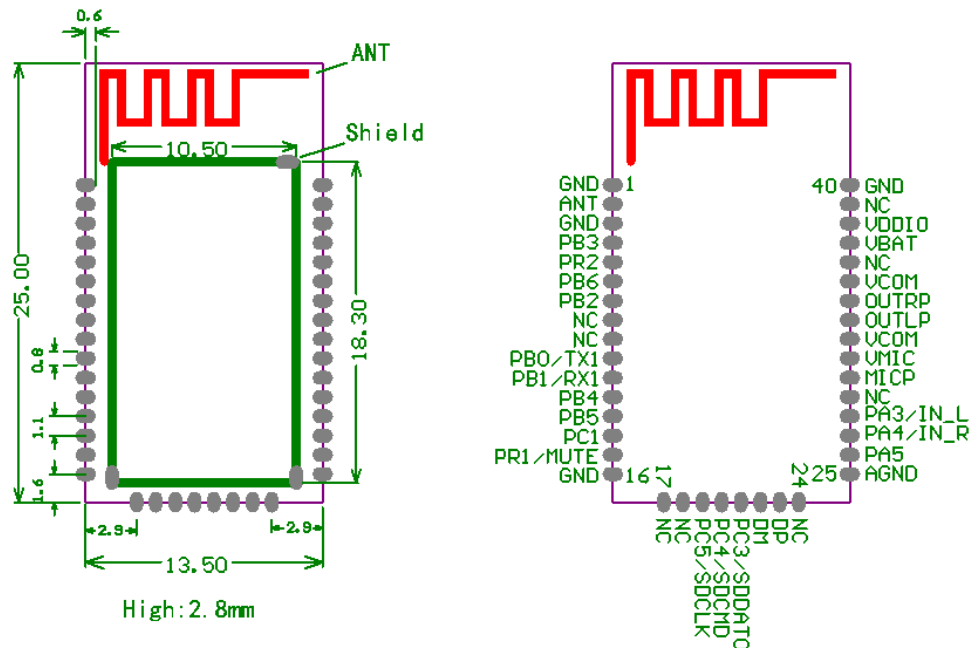 0.6
ANT
Shield
10.50
25.00
18.30
0.8
1.1
1.6
2.9
2.9
13.50
High:2.8mm
GND 1
ANT
GND
PB3
PR2
PB6
PB2
NC
NC
PB0/TX1
PB1/RX1
PB4
PB5
PC1
PR1/MUTE
GND 16
17 NC
NC
PC5/SDCLK
PC4/SDCMD
PC3/SDDAT0
DM
DP
24 NC
40 GND
NC
VDDIO
VBAT
NC
VCOM
OUTRP
OUTLP
VCOM
VMIC
MICP
NC
PA3/IN_L
PA4/IN_R
PA5
25 AGND